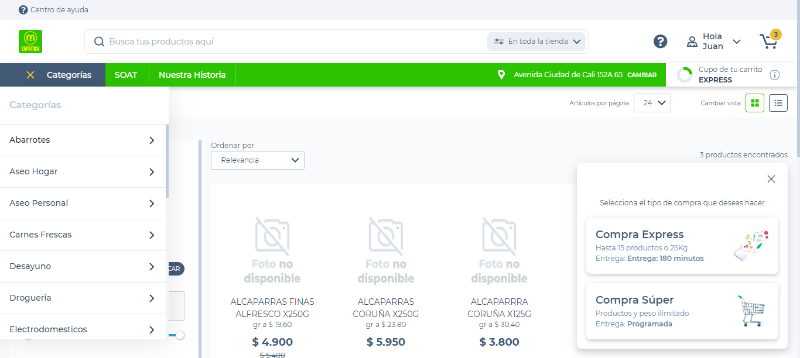 Centro de ayuda
Busca tus productos aquí
En toda la tienda
Hola
Juan
3
Categorías
SOAT
Nuestra Historia
Avenida Ciudad de Cali 152A 65 CAMBIAR
Cupo de tu carrito
EXPRESS
Categorías
Artículos por página
24
Cambiar vista
Abarrotes
Aseo Hogar
Aseo Personal
Carnes Frescas
Desayuno
Drogueria
Electrodomesticos
CAR
Ordenar por
Relevancia
3 productos encontrados
Foto no
disponible
ALCAPARRAS FINAS
ALFRESCO X250G
gr a $ 19.60
$ 4.900
$ 5.400
Foto no
disponible
ALCAPARRAS
CORUÑA X250G
gr a $ 23.80
$ 5.950
Foto no
disponible
ALCAPARRRA
CORUÑA X125G
gr a $ 30.40
$ 3.800
Selecciona el tipo de compra que deseas hacer
Compra Express
Hasta 15 productos o 25Kg
Entrega: Entrega: 180 minutos
Compra Súper
Productos y peso ilimitado
Entrega: Programada